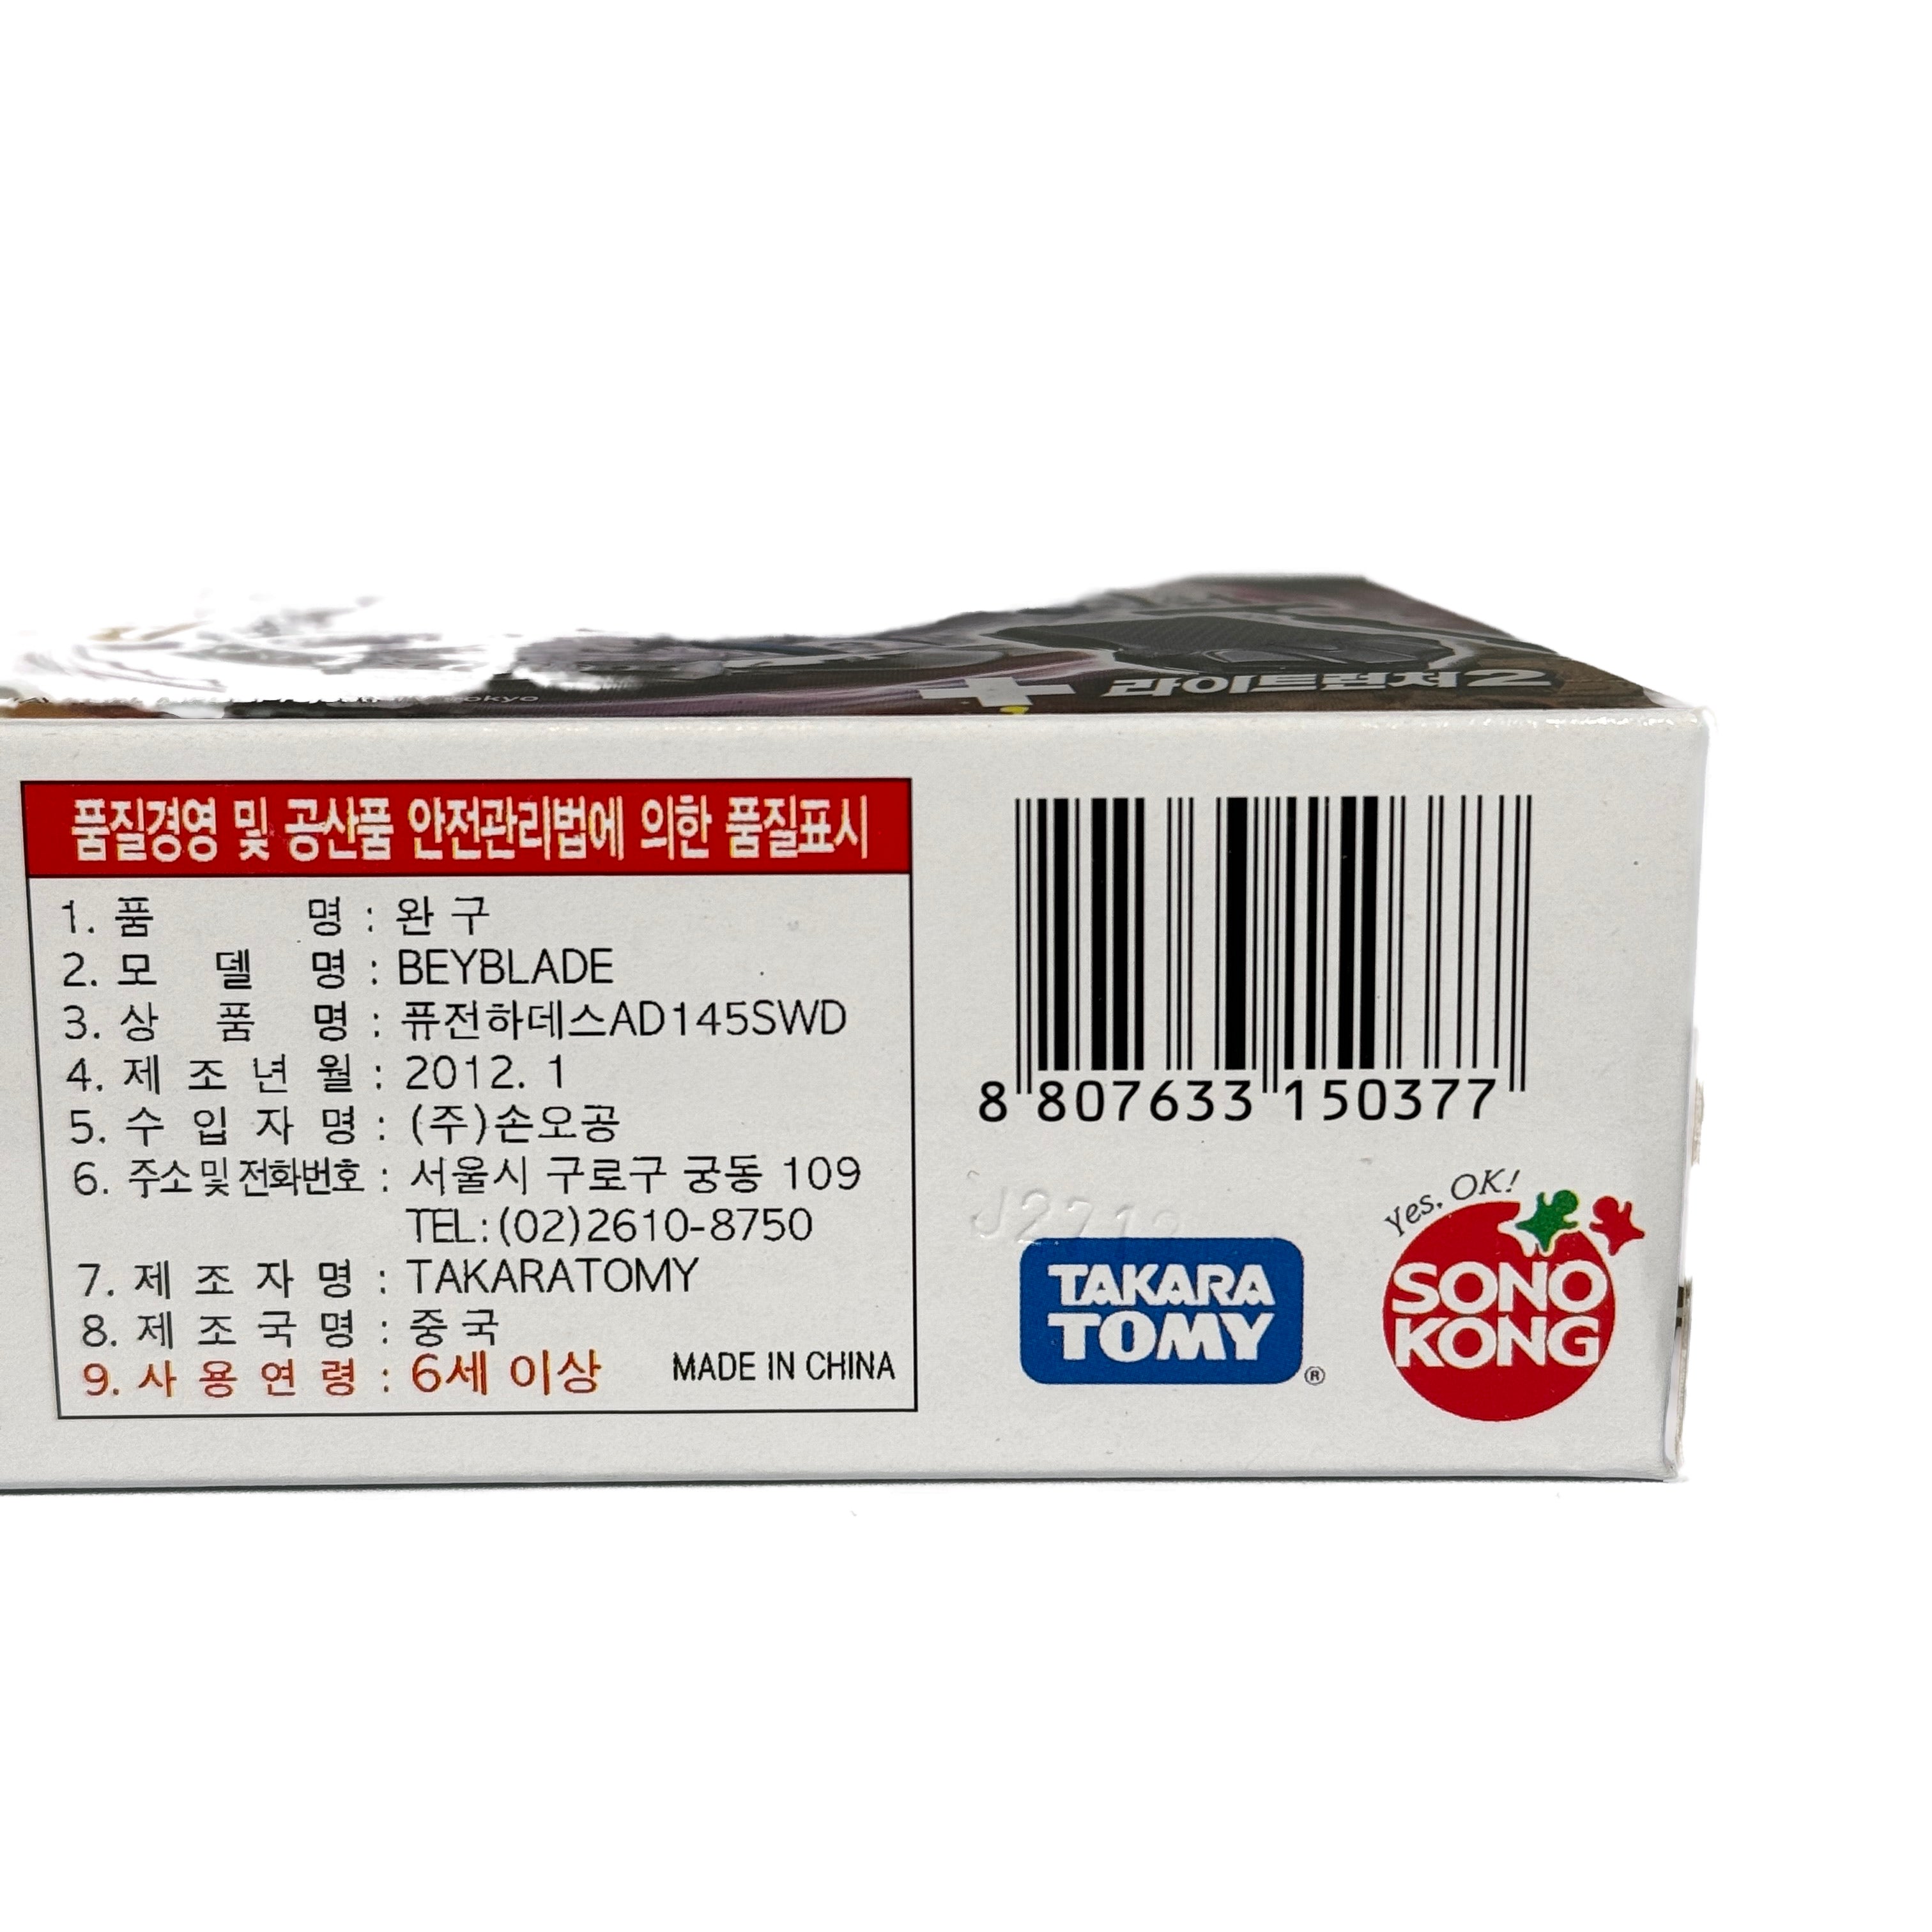 라이트런처2
품질경영 및 공산품 안전관리법에 의한 품질표시
1. 품 명 : 완 구
2. 모 델 명 : BEYBLADE
3. 상 품 명 : 퓨전하데스AD145SWD
4. 제 조 년 월 : 2012. 1
5. 수 입 자 명 : (주)손오공
6. 주소 및 전화번호 : 서울시 구로구 궁동 109
TEL:(02)2610-8750
7. 제 조 자 명 : TAKARATOMY
8. 제 조 국 명 : 중 국
9. 사 용 연 령 : 6세 이상 MADE IN CHINA
8 807633 150377
TAKARA
TOMY
®
Yes, OK!
SONO
KONG